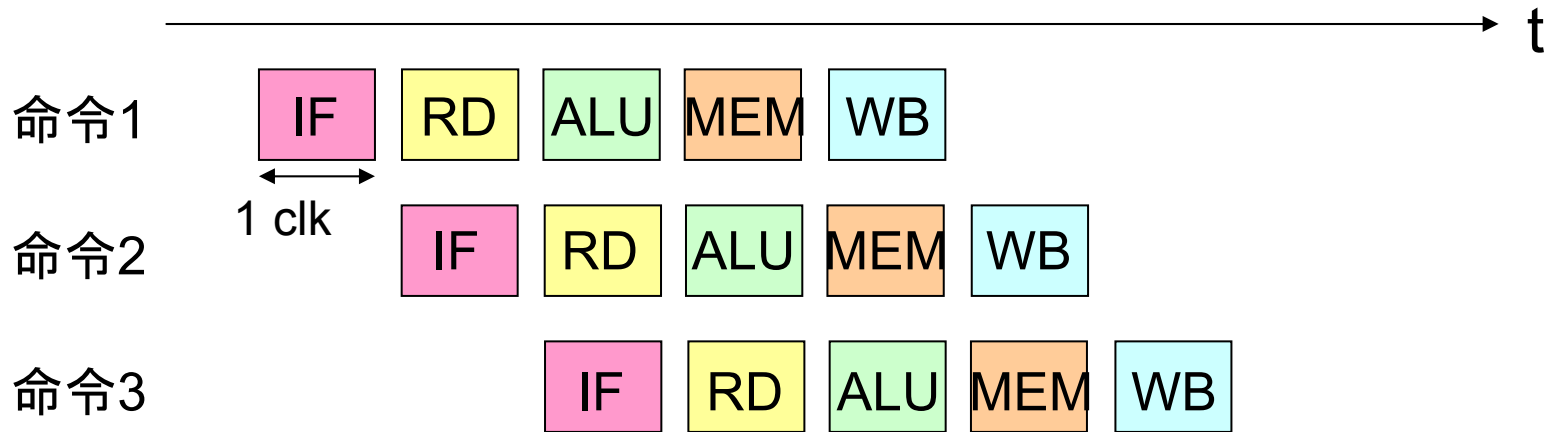 t
命令1 IF RD ALU MEM WB
1 clk
命令2 IF RD ALU MEM WB
命令3 IF RD ALU MEM WB